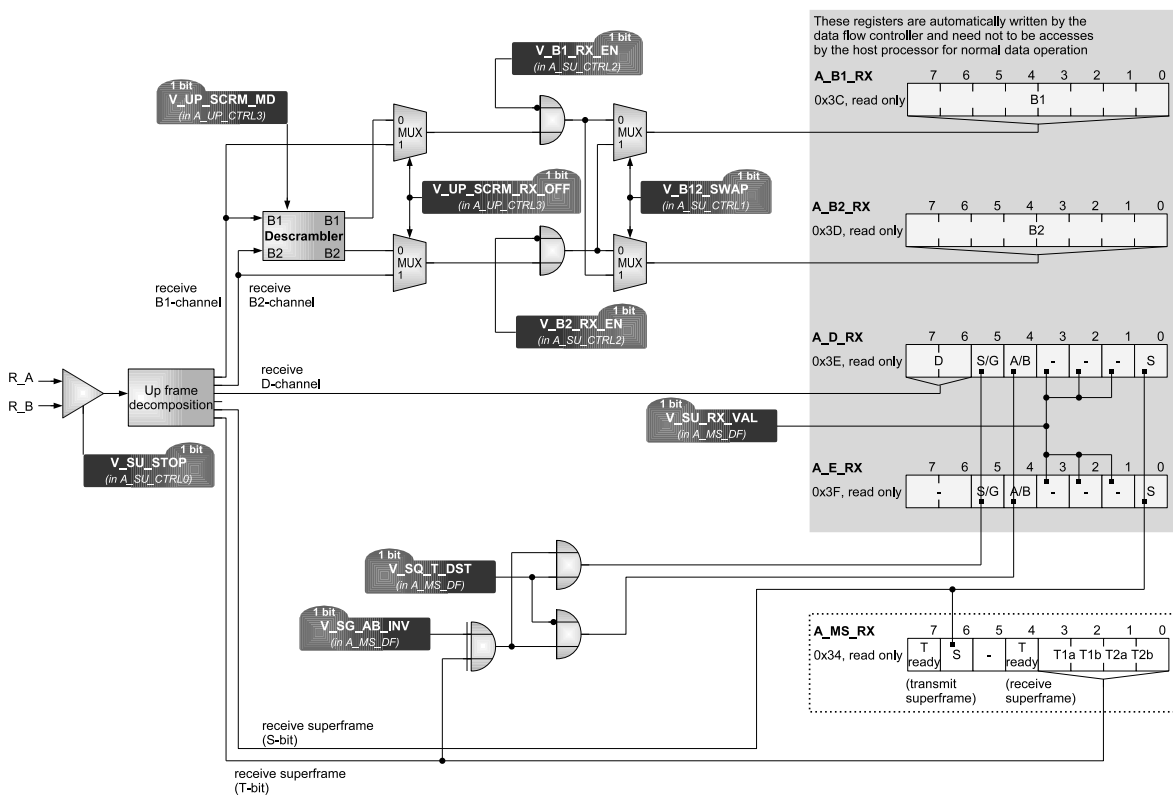 These registers are automatically written by the
data flow controller and need not to be accesses
by the host processor for normal data operation
1 bit
V_B1_RX_EN
(in A_SU_CTRL2)
A_B1_RX
7 6 5 4 3 2 1 0
0x3C, read only
B1
1 bit
V_UP_SCRM_MD
(in A_UP_CTRL3)
0
MUX
1
0
MUX
1
1 bit
V_UP_SCRM_RX_OFF
(in A_UP_CTRL3)
1 bit
V_B12_SWAP
(in A_SU_CTRL1)
A_B2_RX
7 6 5 4 3 2 1 0
0x3D, read only
B2
B1 B1
Descrambler
B2 B2
0
MUX
1
0
MUX
1
receive
B1-channel
receive
B2-channel
1 bit
V_B2_RX_EN
(in A_SU_CTRL2)
A_D_RX
7 6 5 4 3 2 1 0
0x3E, read only
D S/G A/B - - - S
receive
D-channel
R_A
R_B
Up frame
decomposition
1 bit
V_SU_RX_VAL
(in A_MS_DF)
1 bit
V_SU_STOP
(in A_SU_CTRL0)
A_E_RX
7 6 5 4 3 2 1 0
0x3F, read only
- S/G A/B - - - S
1 bit
V_SQ_T_DST
(in A_MS_DF)
1 bit
V_SG_AB_INV
(in A_MS_DF)
A_MS_RX
7 6 5 4 3 2 1 0
0x34, read only
T ready S - T ready T1a T1b T2a T2b
(transmit
superframe)
(receive
superframe)
receive superframe
(S-bit)
receive superframe
(T-bit)